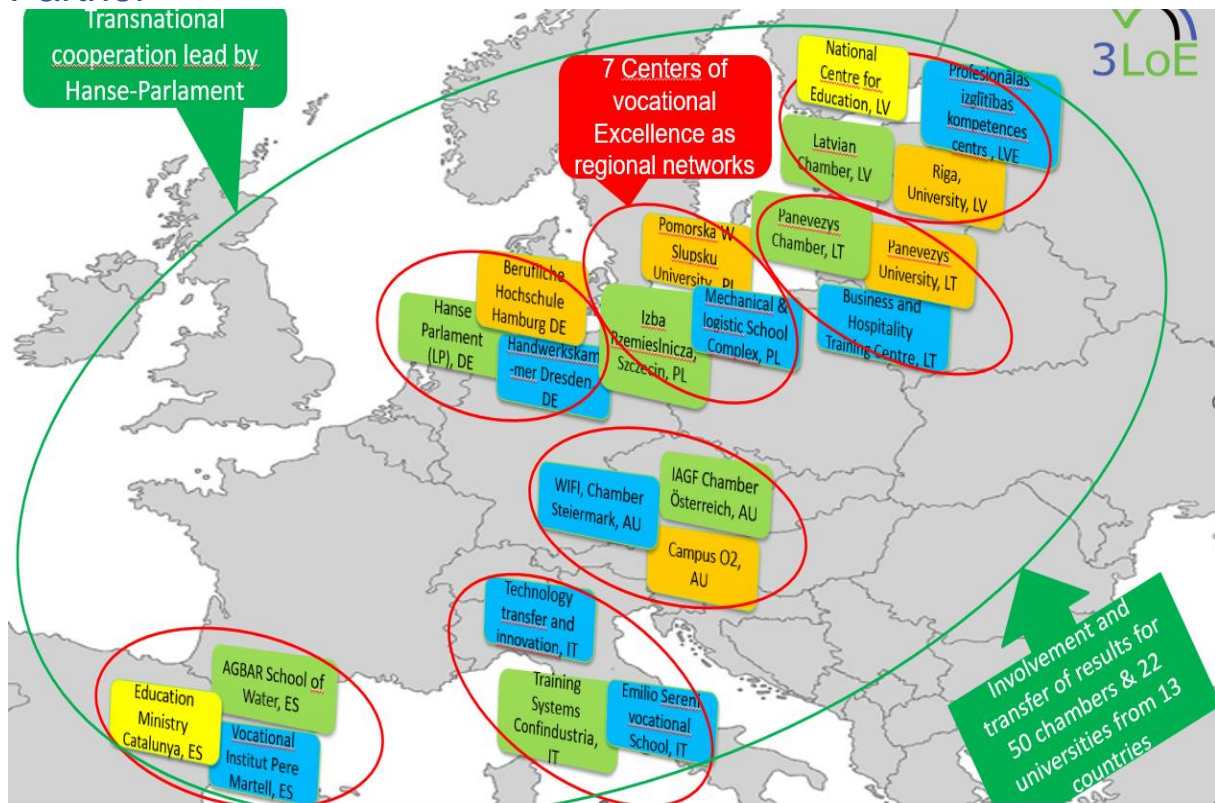 Partner
Transnational
cooperation lead by
Hanse-Parlament
7 Centers of
vocational
Excellence as
regional networks
3LoE
National
Centre for
Education, LV
Profesionālas
izglītības
kompetences
centrs , LVE
Latvian
Chamber, LV
Riga,
University, LV
Panevezys
Chamber, LT
Panevezys
University, LT
Business and
Hospitality
Training Centre, LT
Pomorska W
Slupsku
University, PL
Mechanical &
logistic School
Complex, PL
Izba
Rzemieslnicza,
Szczecin, PL
Berufliche
Hochschule
Hamburg DE
Hanse
Parlament
(LP), DE
Handwerkskam
-mer Dresden,
DE
WIFI, Chamber
Steiermark, AU
IAGF Chamber
Österreich, AU
Campus O2,
AU
Technology
transfer and
innovation, IT
Training
Systems
Confindustria,
IT
Emilio Sereni
vocational
School, IT
AGBAR School of
Water, ES
Education
Ministry
Catalunya, ES
Vocational
Institut Pere
Martell, ES
Involvement and
transfer of results for
50 chambers & 22
universities from 13
countries